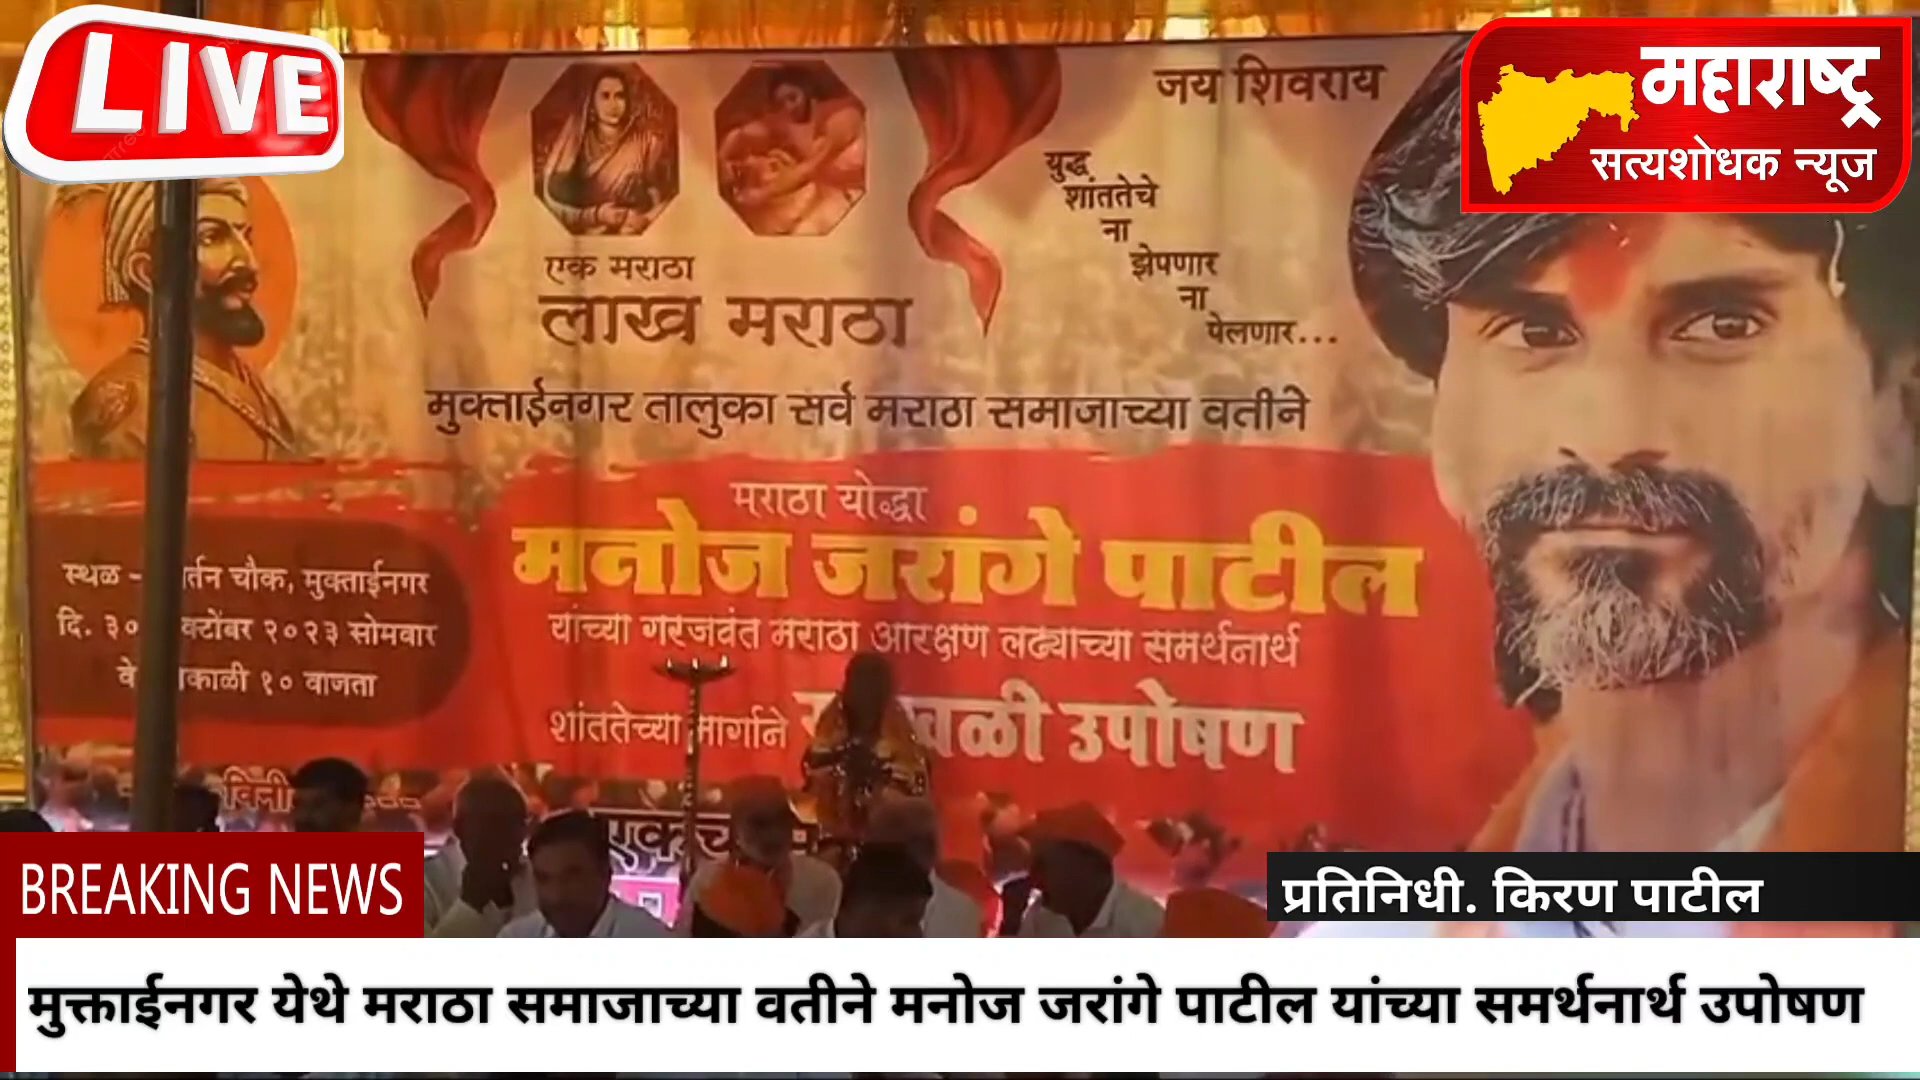 LIVE
महाराष्ट्र
सत्यशोधक न्यूज
जय शिवराय
युद्ध
शांततेचे
ना
झेपणार
ना
पेलणार...
एक मराठा
लाख मराठा
मुक्ताईनगर तालुका सर्व मराठा समाजाच्या वतीने
मराठा योद्धा
मनोज जरांगे पाटील
यांच्या गरजवंत मराठा आरक्षण लढ्याच्या समर्थनार्थ
शांततेच्या मार्गाने उपोषण
स्थळ - चौक, मुक्ताईनगर
दि. ३० २०२३ सोमवार
१० वाजता
BREAKING NEWS
प्रतिनिधी. किरण पाटील
मुक्ताईनगर येथे मराठा समाजाच्या वतीने मनोज जरांगे पाटील यांच्या समर्थनार्थ उपोषण